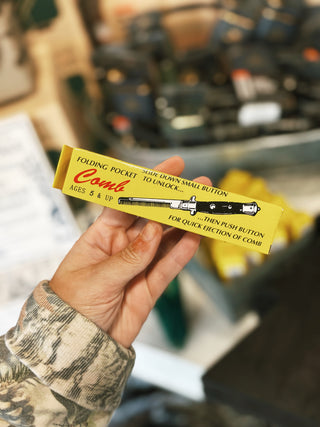 FOLDING POCKET
Comb
AGES 5 & UP
SLIDE DOWN SMALL BUTTON
TO UNLOCK...
...THEN PUSH BUTTON
FOR QUICK EJECTION OF COMB